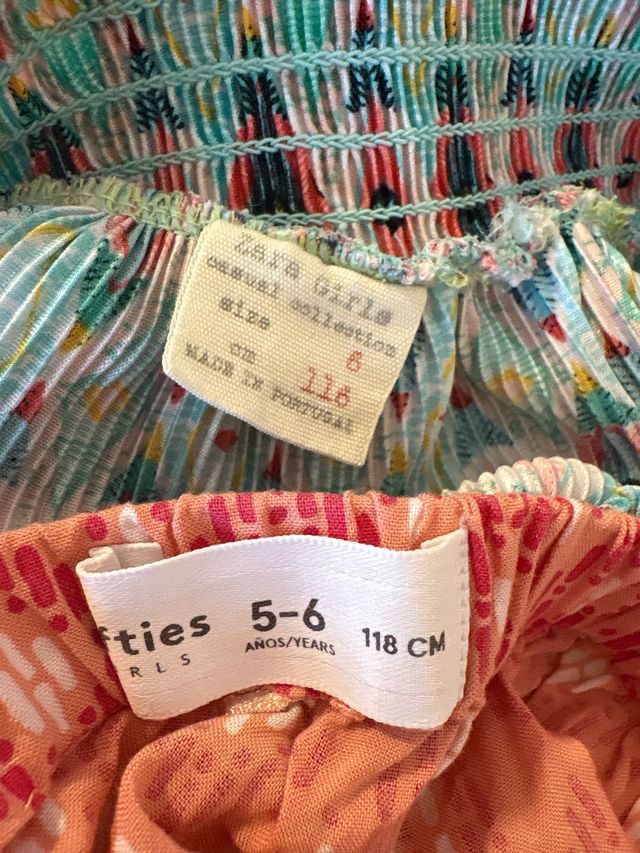 Zara Girls
casual collection
size 6
cm 116
MADE IN PORTUGAL
fties
RLS
5-6
AÑOS/YEARS
118 CM